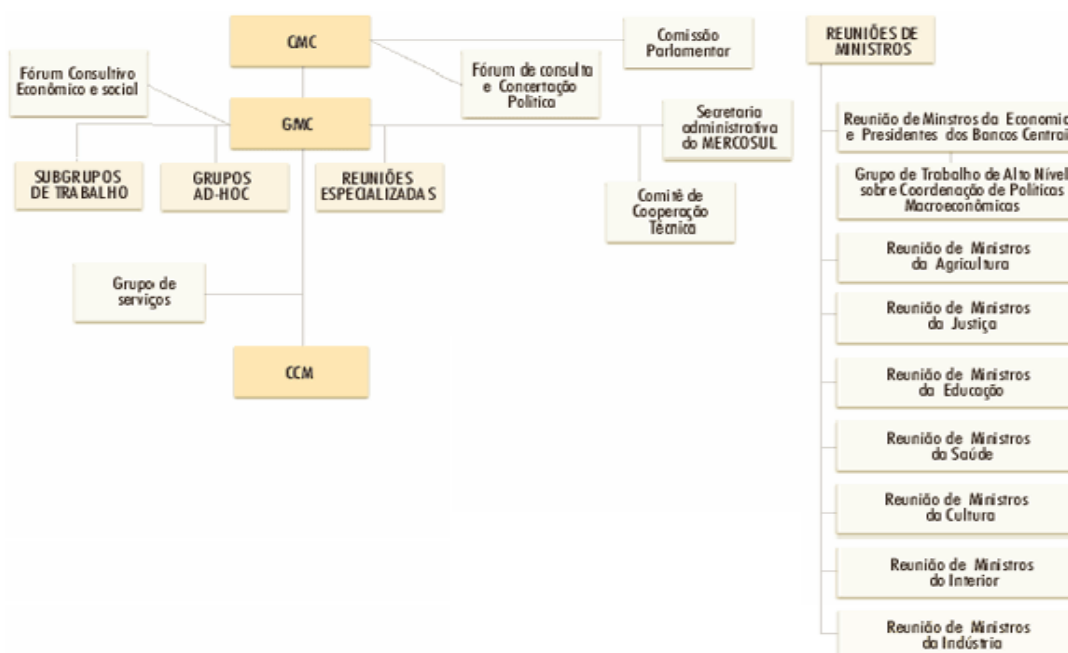 CMC
Comissão
Parlamentar
REUNIÕES DE
MINISTROS
Fórum Consultivo
Econômico e social
Fórum de consulta
e Concertação
Política
GMC
Secretaria
administrativa
do MERCOSUL
Reunião de Minstros da Economia
e Presidentes dos Bancos Centrai
SUBGRUPOS
DE TRABALHO
GRUPOS
AD-HOC
REUNIÕES
ESPECIALIZADAS
Comitê de
Cooperação
Técnica
Grupo de Trabalho de Alto Nível
sobre Coordenação de Políticas
Macroeconômicas
Reunião de Ministros
da Agricultura
Grupo de
serviços
Reunião de Ministros
da Justiça
CCM
Reunião de Ministros
da Educação
Reunião de Ministros
da Saúde
Reunião de Ministros
da Cultura
Reunião de Ministros
do Interior
Reunião de Ministros
da Indústria